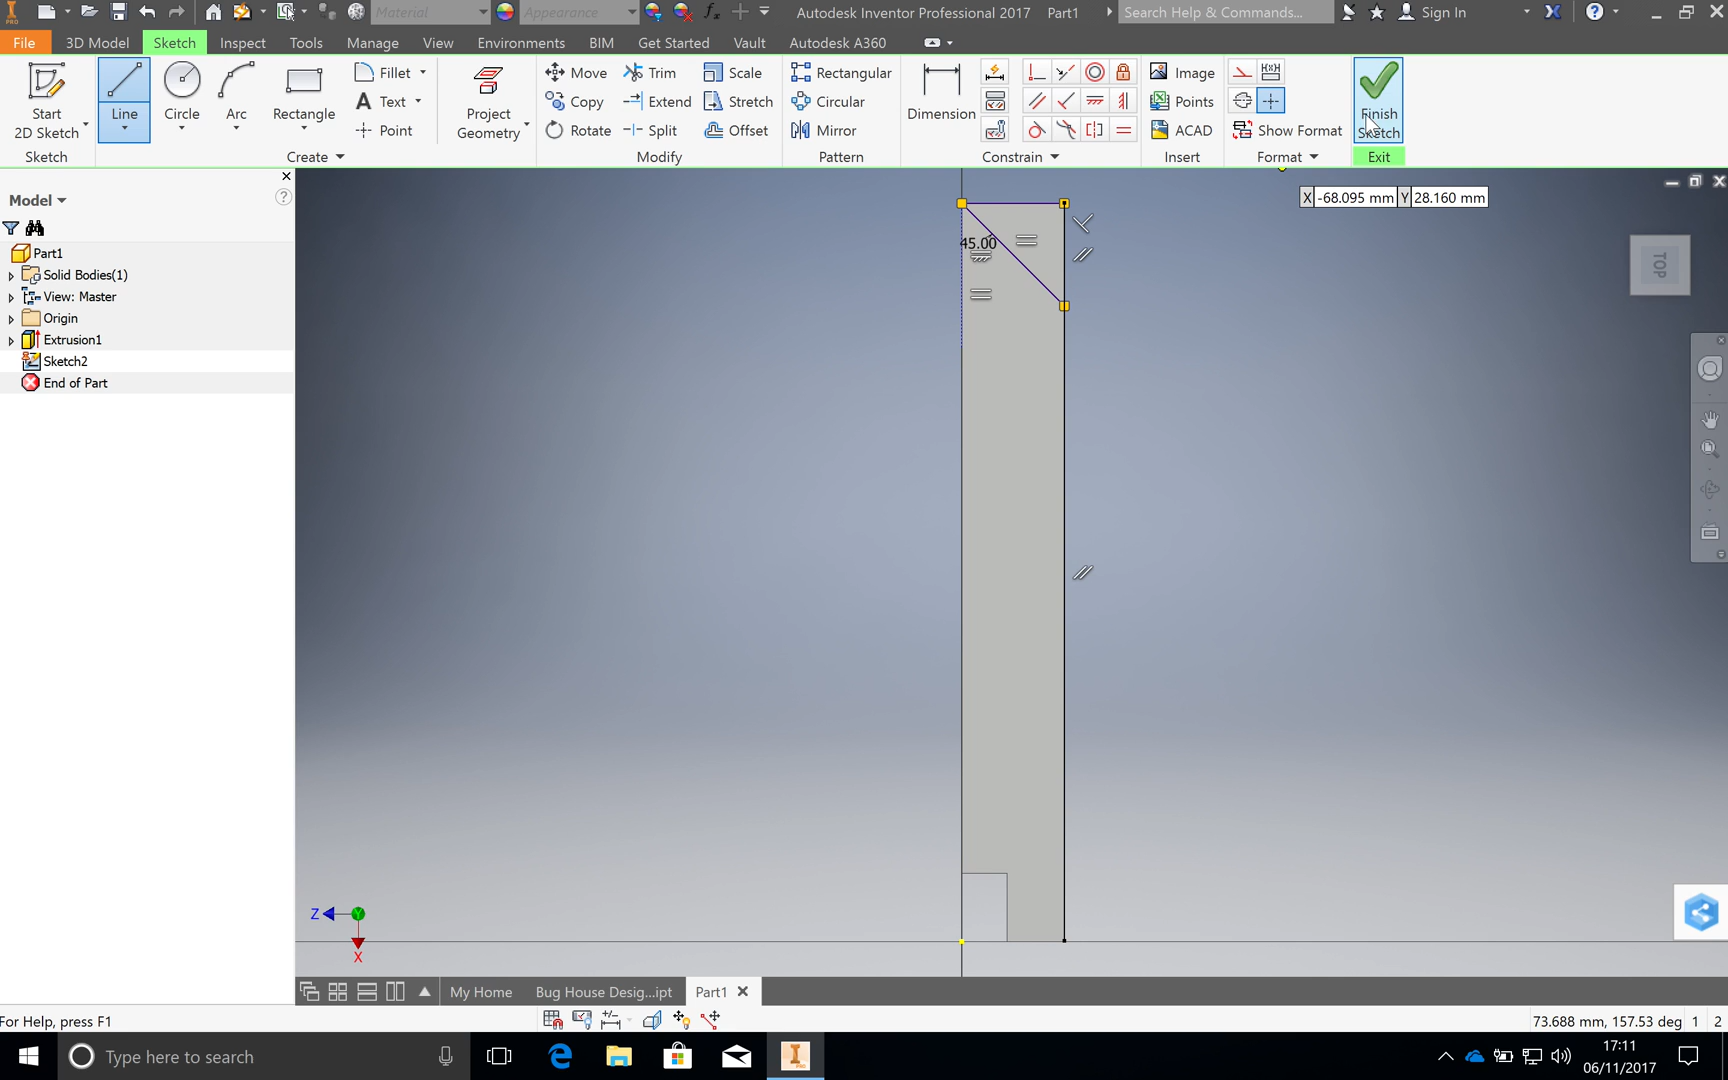 PRO
Material
Appearance
Autodesk Inventor Professional 2017 Part1
Search Help & Commands...
Sign In
File 3D Model Sketch Inspect Tools Manage View Environments BIM Get Started Vault Autodesk A360
Start 2D Sketch
Line
Circle
Arc
Rectangle
Fillet
Text
Point
Project Geometry
Move
Copy
Rotate
Trim
Extend
Split
Scale
Stretch
Offset
Rectangular
Circular
Mirror
Dimension
Image
Points
ACAD
Show Format
Finish Sketch
Sketch Create Modify Pattern Constrain Insert Format Exit
Model
X -68.095 mm Y 28.160 mm
Part1
Solid Bodies(1)
View: Master
Origin
Extrusion1
Sketch2
End of Part
45.00
TOP
Z
X
My Home Bug House Desig...ipt Part1
For Help, press F1
73.688 mm, 157.53 deg 1 2
Type here to search
17:11
06/11/2017